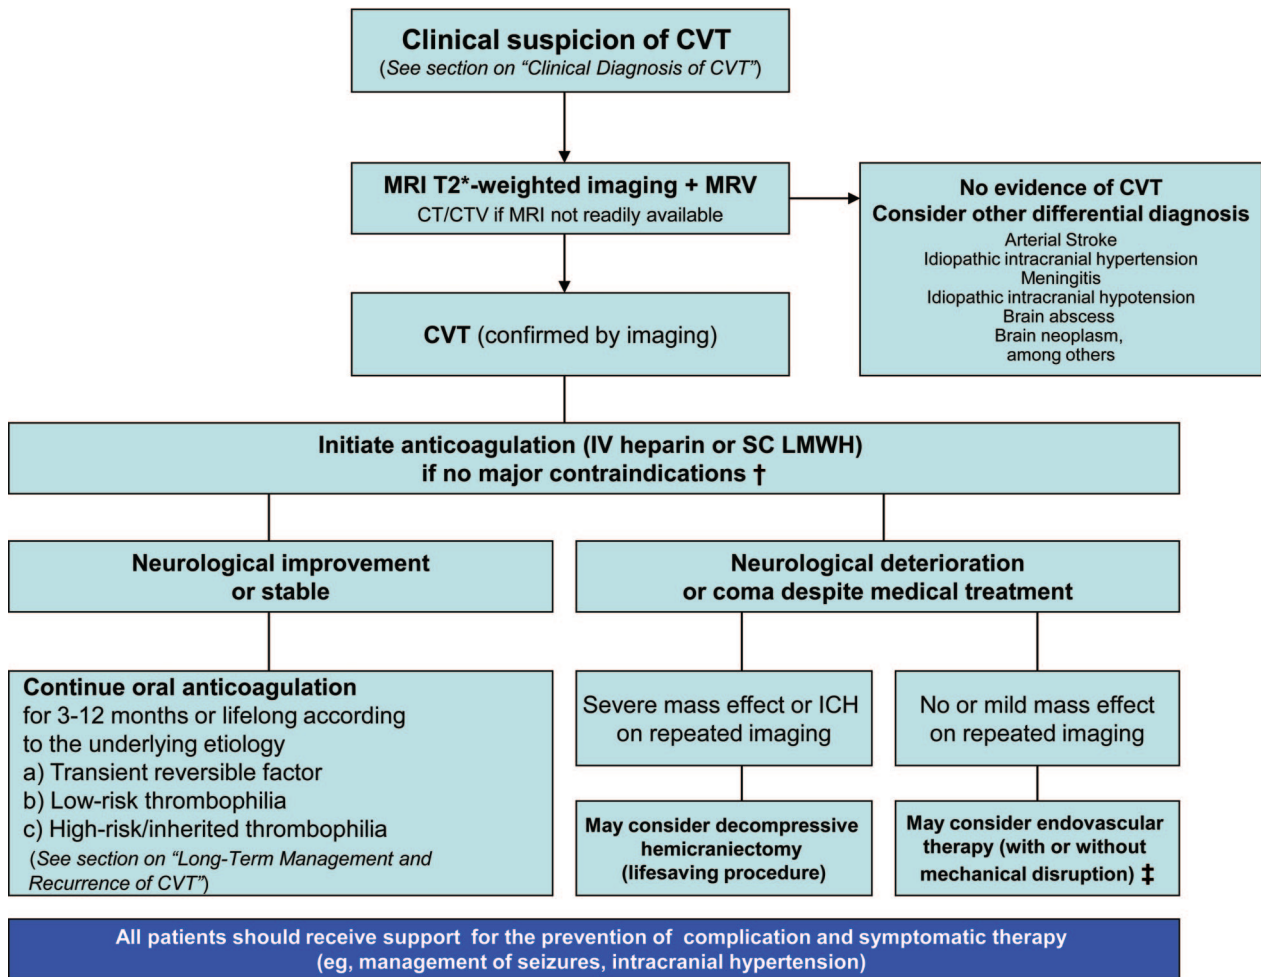 Clinical suspicion of CVT
(See section on “Clinical Diagnosis of CVT”)
MRI T2*-weighted imaging + MRV
CT/CTV if MRI not readily available
No evidence of CVT
Consider other differential diagnosis
Arterial Stroke
Idiopathic intracranial hypertension
Meningitis
Idiopathic intracranial hypotension
Brain abscess
Brain neoplasm,
among others
CVT (confirmed by imaging)
Initiate anticoagulation (IV heparin or SC LMWH)
if no major contraindications †
Neurological improvement
or stable
Neurological deterioration
or coma despite medical treatment
Continue oral anticoagulation
for 3-12 months or lifelong according
to the underlying etiology
a) Transient reversible factor
b) Low-risk thrombophilia
c) High-risk/inherited thrombophilia
(See section on “Long-Term Management and
Recurrence of CVT”)
Severe mass effect or ICH
on repeated imaging
No or mild mass effect
on repeated imaging
May consider decompressive
hemicraniectomy
(lifesaving procedure)
May consider endovascular
therapy (with or without
mechanical disruption) ‡
All patients should receive support for the prevention of complication and symptomatic therapy
(eg, management of seizures, intracranial hypertension)